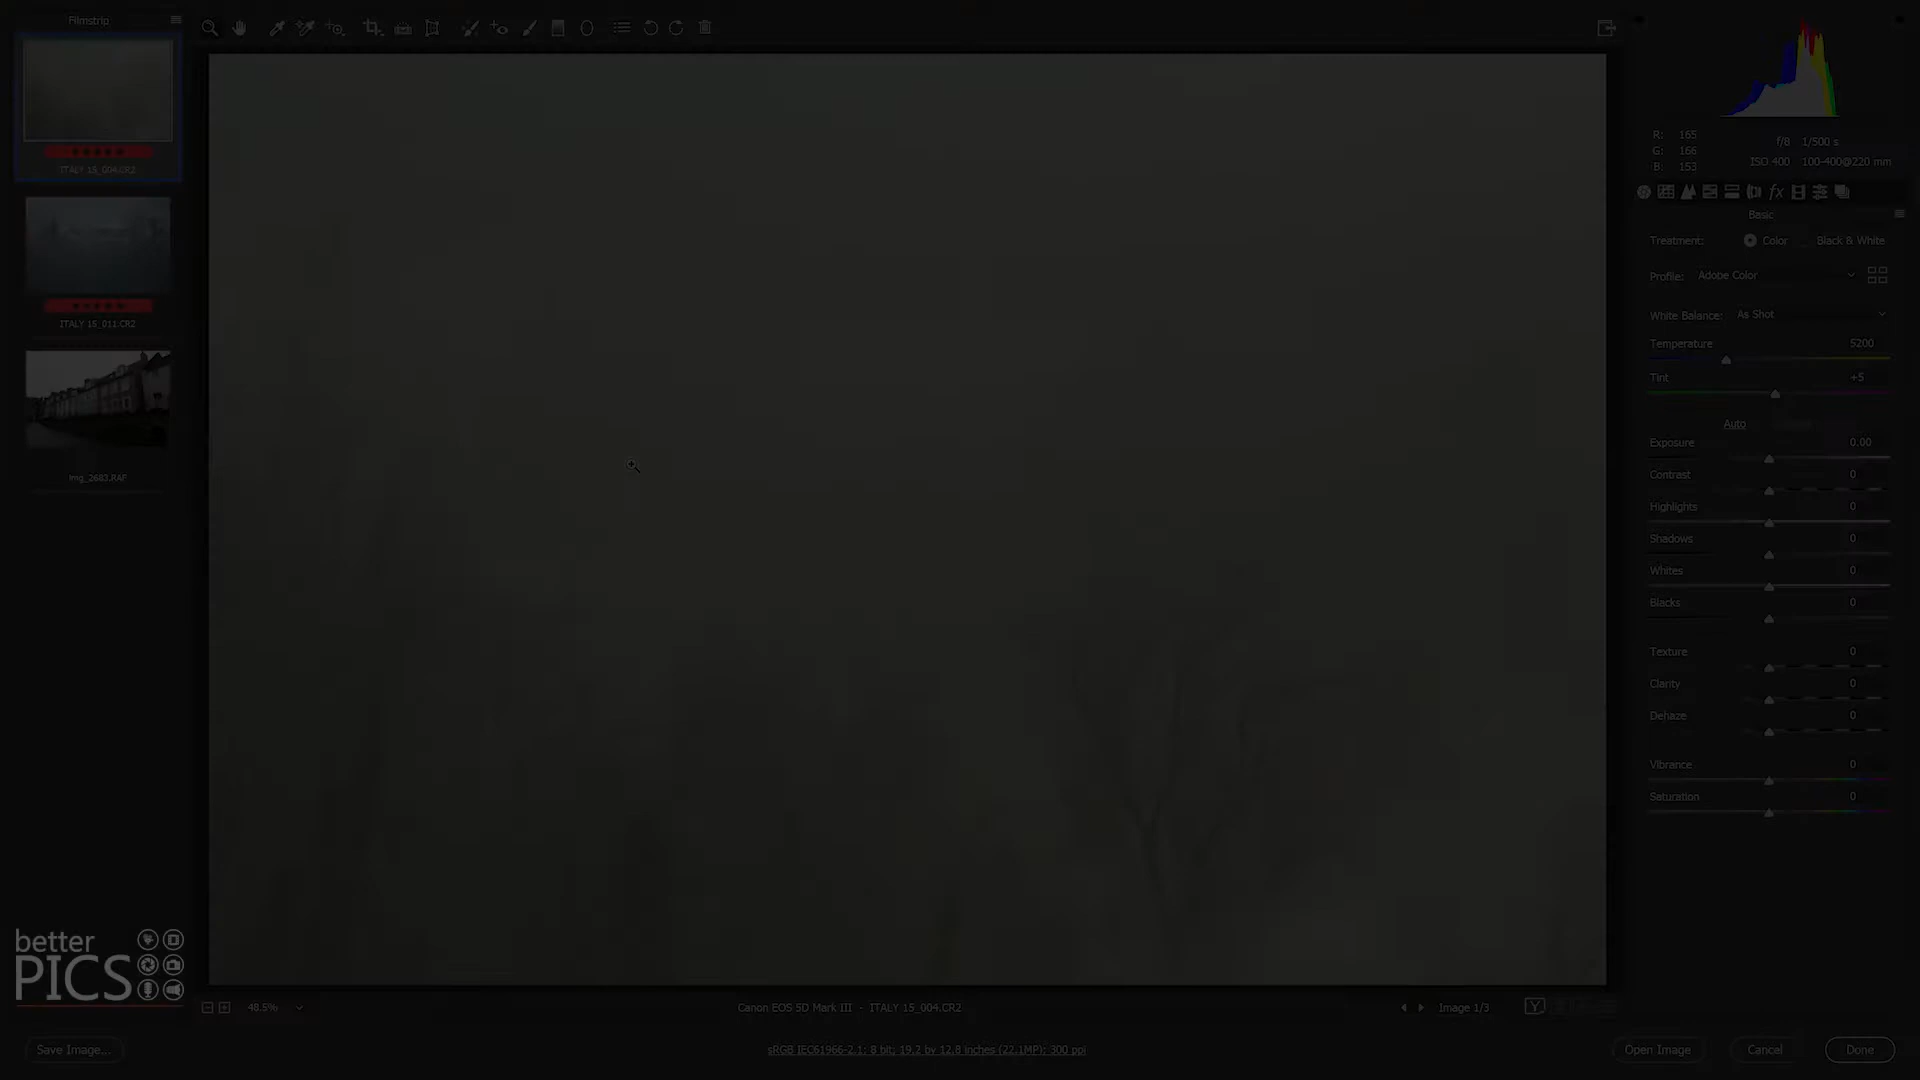 Filmstrip
ITALY 15_004.CR2
ITALY 15_011.CR2
img_2683.RAF
better
PICS
Save Image...
48.5%
Canon EOS 5D Mark III - ITALY 15_004.CR2
Image 1/3
Y
sRGB IEC61966-2.1; 8 bit; 19.2 by 12.8 inches (22.1MP); 300 ppi
Open Image
Cancel
Done
R: 165
G: 166
B: 153
f/8 1/500 s
ISO 400 100-400@220 mm
fx
Basic
Treatment: Color Black & White
Profile: Adobe Color
White Balance: As Shot
Temperature 5200
Tint +5
Auto
Exposure 0.00
Contrast 0
Highlights 0
Shadows 0
Whites 0
Blacks 0
Texture 0
Clarity 0
Dehaze 0
Vibrance 0
Saturation 0